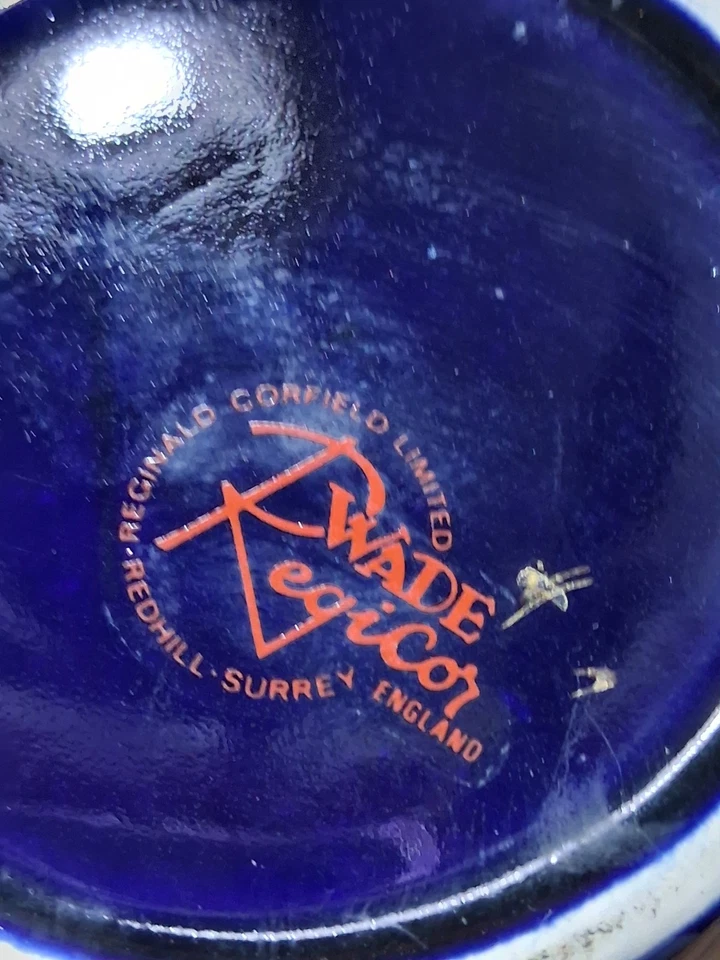 REGINALD CORFIELD LIMITED
WADE
RegiCor
REDHILL · SURREY ENGLAND